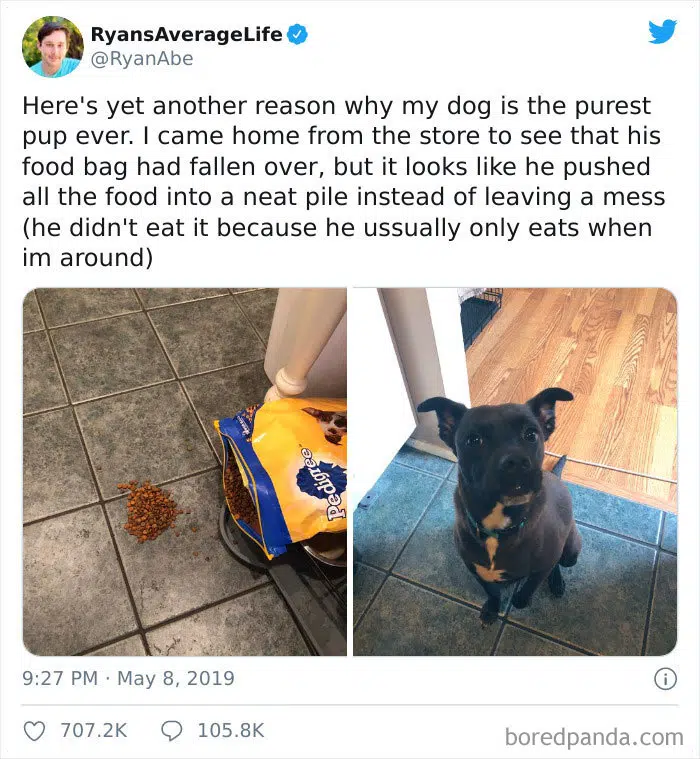 RyansAverageLife
@RyanAbe
Here's yet another reason why my dog is the purest
pup ever. I came home from the store to see that his
food bag had fallen over, but it looks like he pushed
all the food into a neat pile instead of leaving a mess
(he didn't eat it because he ussually only eats when
im around)
Pedigree
9:27 PM · May 8, 2019
707.2K 105.8K
boredpanda.com